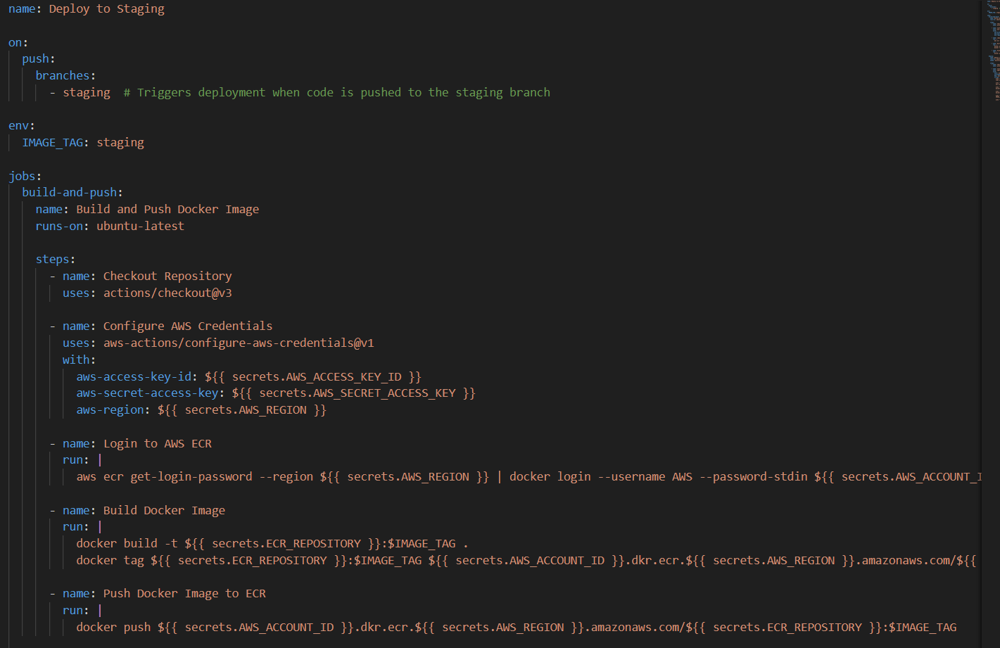 name: Deploy to Staging
on:
push:
branches:
- staging  # Triggers deployment when code is pushed to the staging branch
env:
IMAGE_TAG: staging
jobs:
build-and-push:
name: Build and Push Docker Image
runs-on: ubuntu-latest
steps:
- name: Checkout Repository
uses: actions/checkout@v3
- name: Configure AWS Credentials
uses: aws-actions/configure-aws-credentials@v1
with:
aws-access-key-id: ${{ secrets.AWS_ACCESS_KEY_ID }}
aws-secret-access-key: ${{ secrets.AWS_SECRET_ACCESS_KEY }}
aws-region: ${{ secrets.AWS_REGION }}
- name: Login to AWS ECR
run: |
aws ecr get-login-password --region ${{ secrets.AWS_REGION }} | docker login --username AWS --password-stdin ${{ secrets.AWS_ACCOUNT_I
- name: Build Docker Image
run: |
docker build -t ${{ secrets.ECR_REPOSITORY }}:$IMAGE_TAG .
docker tag ${{ secrets.ECR_REPOSITORY }}:$IMAGE_TAG ${{ secrets.AWS_ACCOUNT_ID }}.dkr.ecr.${{ secrets.AWS_REGION }}.amazonaws.com/${{
- name: Push Docker Image to ECR
run: |
docker push ${{ secrets.AWS_ACCOUNT_ID }}.dkr.ecr.${{ secrets.AWS_REGION }}.amazonaws.com/${{ secrets.ECR_REPOSITORY }}:$IMAGE_TAG